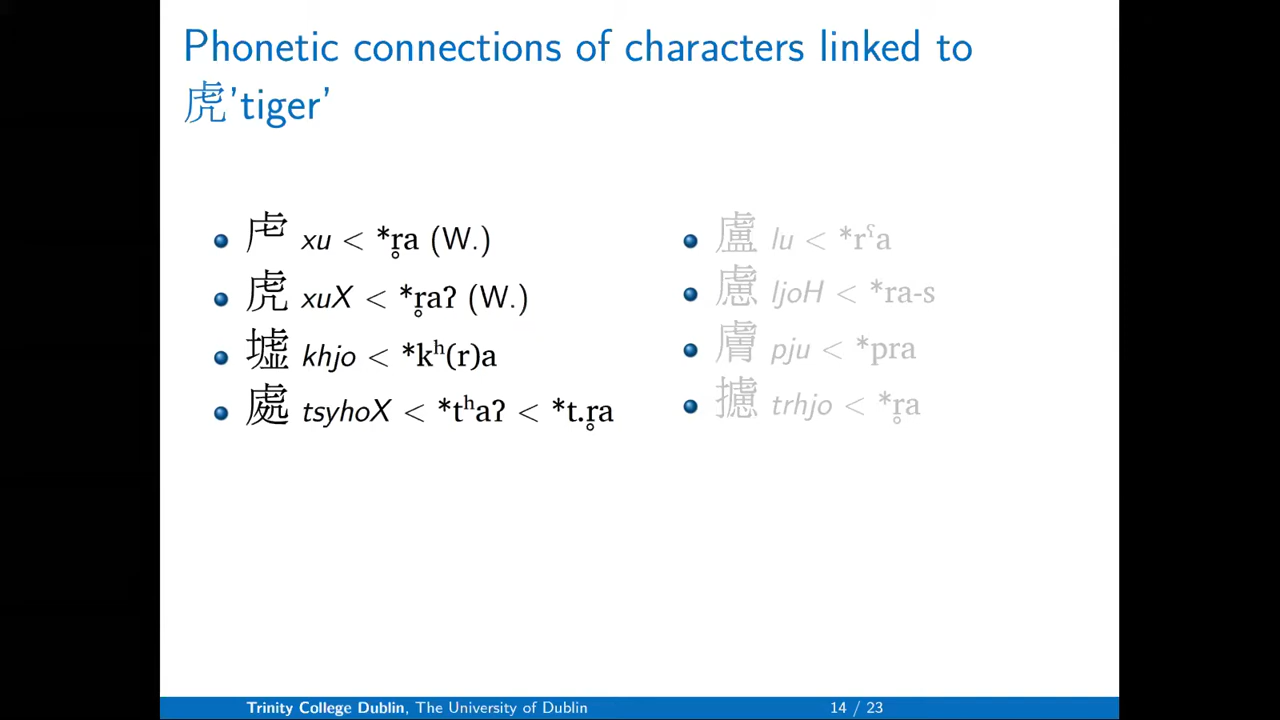 Phonetic connections of characters linked to
虎'tiger'
虍 xu < *r̥a (W.)
虎 xuX < *r̥aʔ (W.)
墟 khjo < *kʰ(r)a
處 tsyhoX < *tʰaʔ < *t.r̥a
盧 lu < *rˤa
慮 ljoH < *ra-s
膚 pju < *pra
攄 trhjo < *r̥a
Trinity College Dublin, The University of Dublin 14 / 23